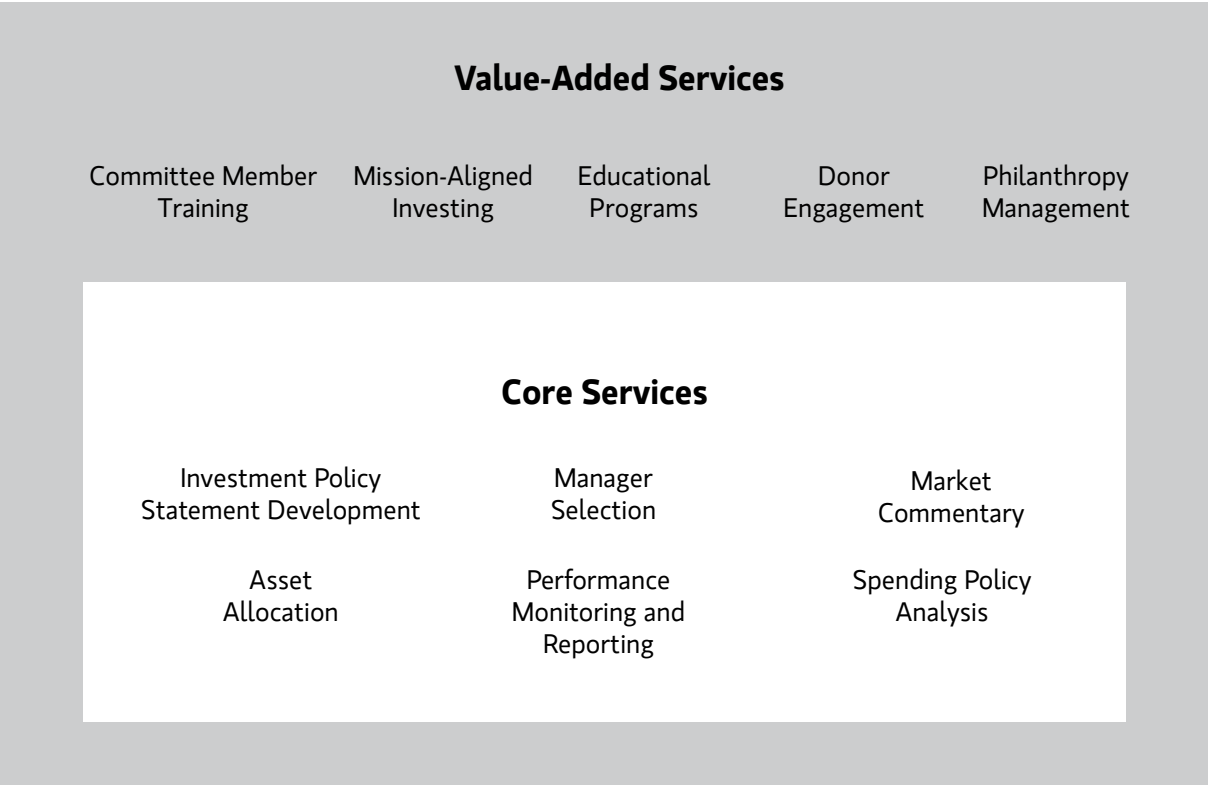 Value-Added Services
Committee Member
Training
Mission-Aligned
Investing
Educational
Programs
Donor
Engagement
Philanthropy
Management
Core Services
Investment Policy
Statement Development
Manager
Selection
Market
Commentary
Asset
Allocation
Performance
Monitoring and
Reporting
Spending Policy
Analysis